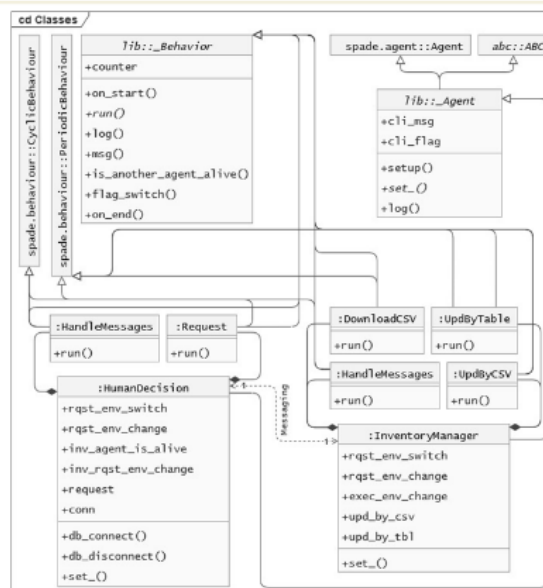 cd Classes
spade.behaviour::CyclicBehaviour
spade.behaviour::PeriodicBehaviour
lib::_Behavior
+counter
+on_start()
+run()
+log()
+msg()
+is_another_agent_alive()
+flag_switch()
+on_end()
spade.agent::Agent
abc::ABC
lib::_Agent
+cli_msg
+cli_flag
+setup()
+set_()
+log()
:HandleMessages
+run()
:Request
+run()
:DownloadCSV
+run()
:UpdByTable
+run()
:HandleMessages
+run()
:UpdByCSV
+run()
:HumanDecision
+rqst_env_switch
+rqst_env_change
+inv_agent_is_alive
+inv_rqst_env_change
+request
+conn
+db_connect()
+db_disconnect()
+set_()
1
Messaging
1
:InventoryManager
+rqst_env_switch
+rqst_env_change
+exec_env_change
+upd_by_csv
+upd_by_tbl
+set_()